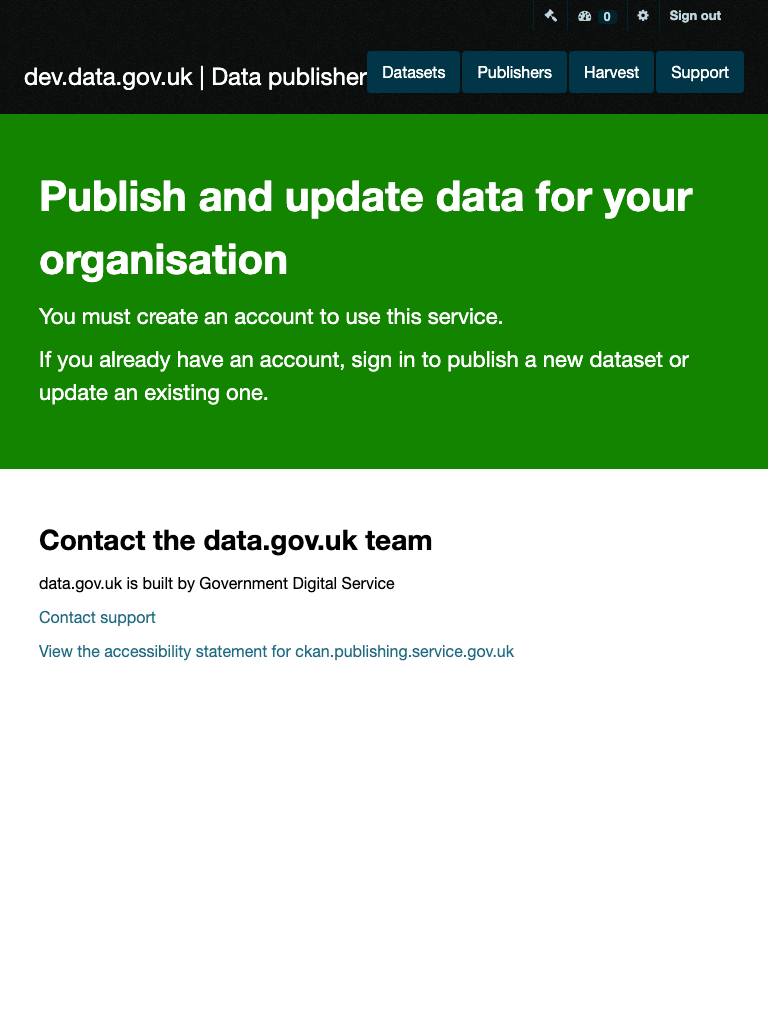 0 Sign out
dev.data.gov.uk | Data publisher Datasets Publishers Harvest Support
Publish and update data for your
organisation
You must create an account to use this service.
If you already have an account, sign in to publish a new dataset or
update an existing one.
Contact the data.gov.uk team
data.gov.uk is built by Government Digital Service
Contact support
View the accessibility statement for ckan.publishing.service.gov.uk